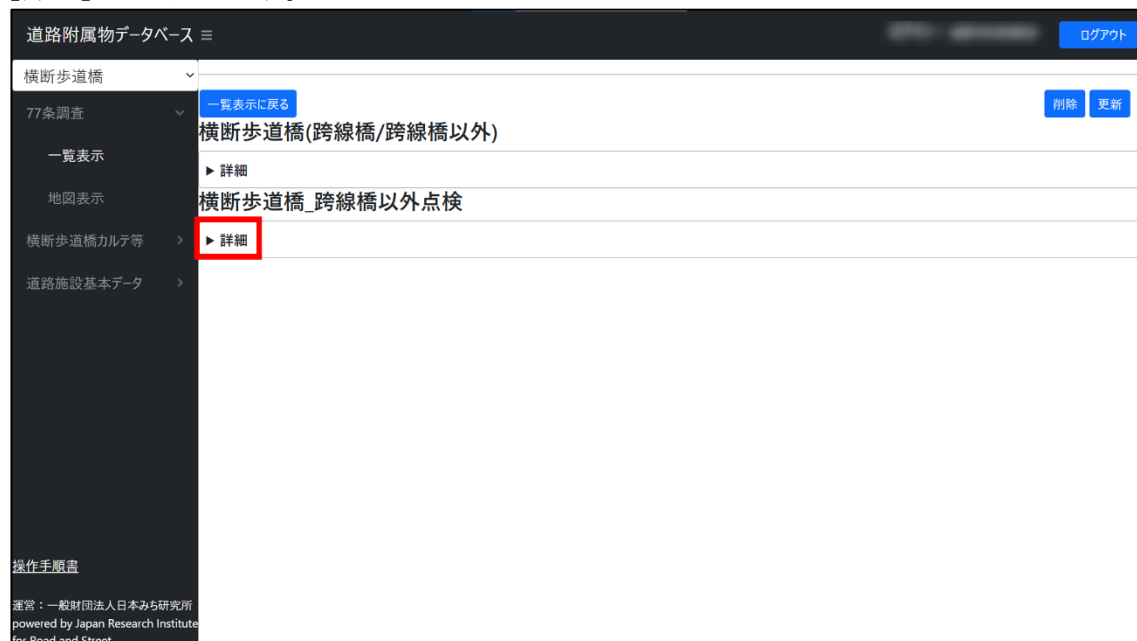 道路附属物データベース ≡
ログアウト
横断歩道橋
77条調査
一覧表示
地図表示
横断歩道橋カルテ等
道路施設基本データ
一覧表示に戻る
削除 更新
横断歩道橋(跨線橋/跨線橋以外)
▶ 詳細
横断歩道橋_跨線橋以外点検
▶ 詳細
操作手順書
運営：一般財団法人日本みち研究所
powered by Japan Research Institute
for Road and Street